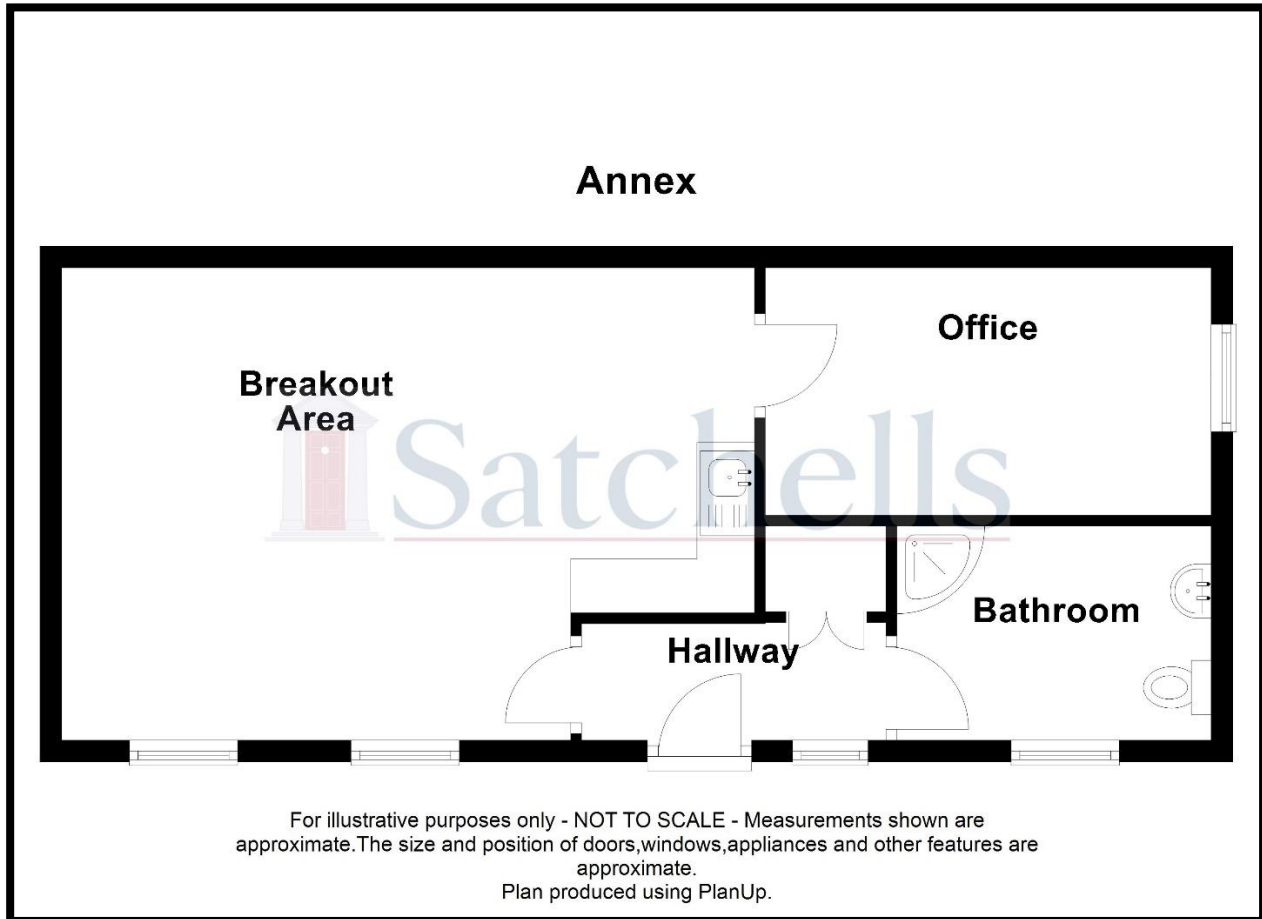 Annex
Office
Breakout
Area
Satchells
Bathroom
Hallway
For illustrative purposes only - NOT TO SCALE - Measurements shown are
approximate.The size and position of doors,windows,appliances and other features are
approximate.
Plan produced using PlanUp.